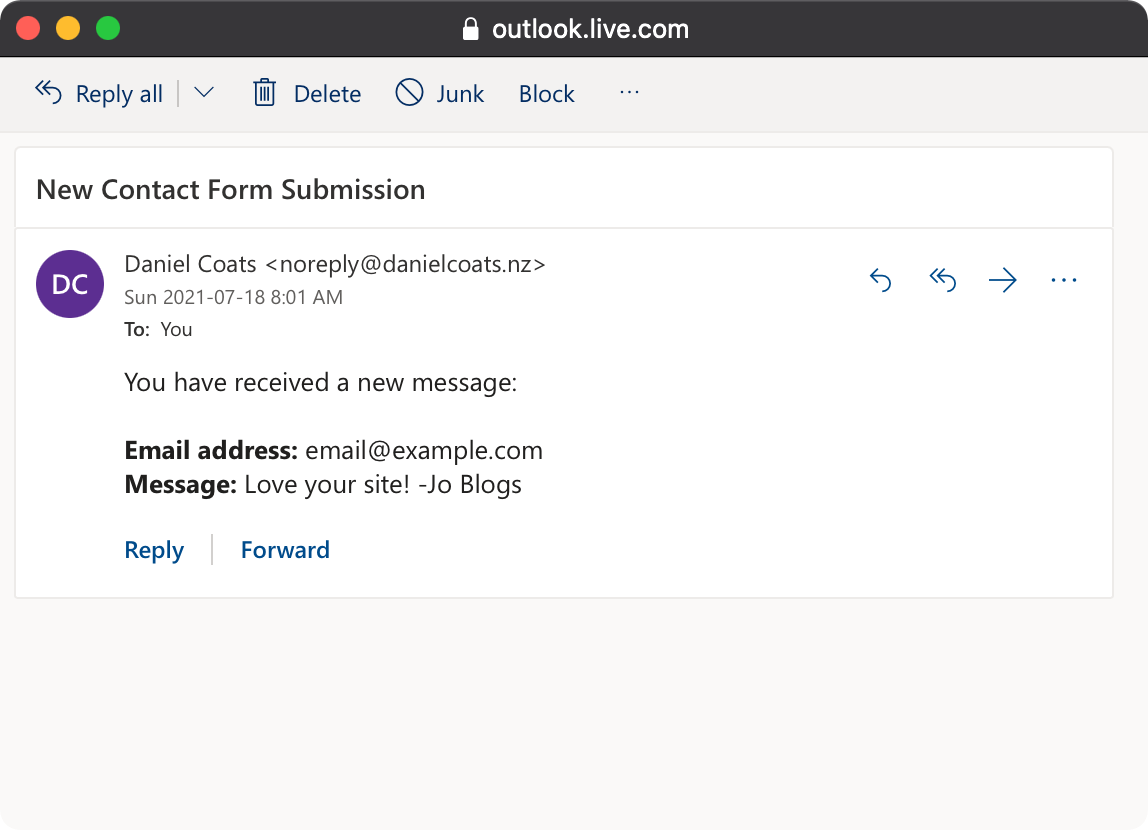 outlook.live.com
Reply all Delete Junk Block ...
New Contact Form Submission
DC
Daniel Coats <noreply@danielcoats.nz>
Sun 2021-07-18 8:01 AM
To: You
...
You have received a new message:
Email address: email@example.com
Message: Love your site! -Jo Blogs
Reply Forward